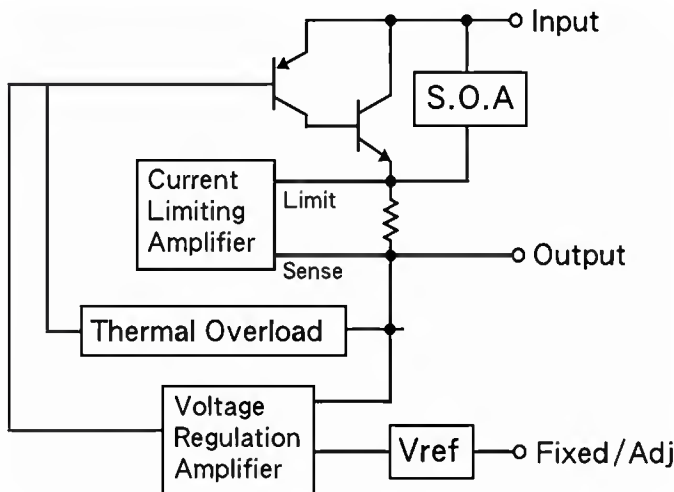 Input
S.O.A
Current
Limiting
Amplifier
Limit
Sense
Output
Thermal Overload
Voltage
Regulation
Amplifier
Vref
Fixed/Adj